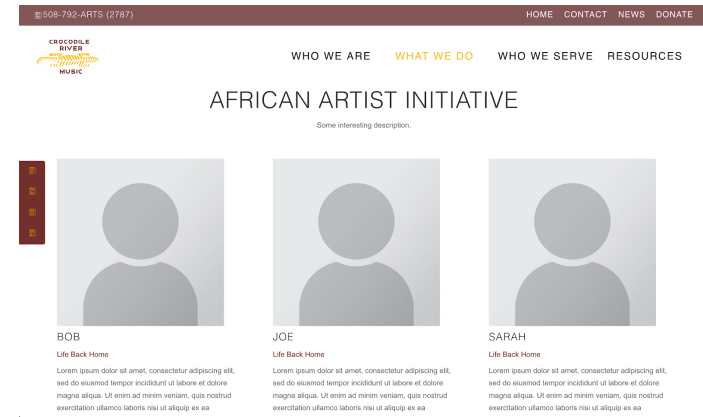 508-792-ARTS (2787)
HOME CONTACT NEWS DONATE
CROCODILE
RIVER
MUSIC
WHO WE ARE WHAT WE DO WHO WE SERVE RESOURCES
AFRICAN ARTIST INITIATIVE
Some interesting description.
BOB
Life Back Home
Lorem ipsum dolor sit amet, consectetur adipiscing elit,
sed do eiusmod tempor incididunt ut labore et dolore
magna aliqua. Ut enim ad minim veniam, quis nostrud
exercitation ullamco laboris nisi ut aliquip ex ea
JOE
Life Back Home
Lorem ipsum dolor sit amet, consectetur adipiscing elit,
sed do eiusmod tempor incididunt ut labore et dolore
magna aliqua. Ut enim ad minim veniam, quis nostrud
exercitation ullamco laboris nisi ut aliquip ex ea
SARAH
Life Back Home
Lorem ipsum dolor sit amet, consectetur adipiscing elit,
sed do eiusmod tempor incididunt ut labore et dolore
magna aliqua. Ut enim ad minim veniam, quis nostrud
exercitation ullamco laboris nisi ut aliquip ex ea